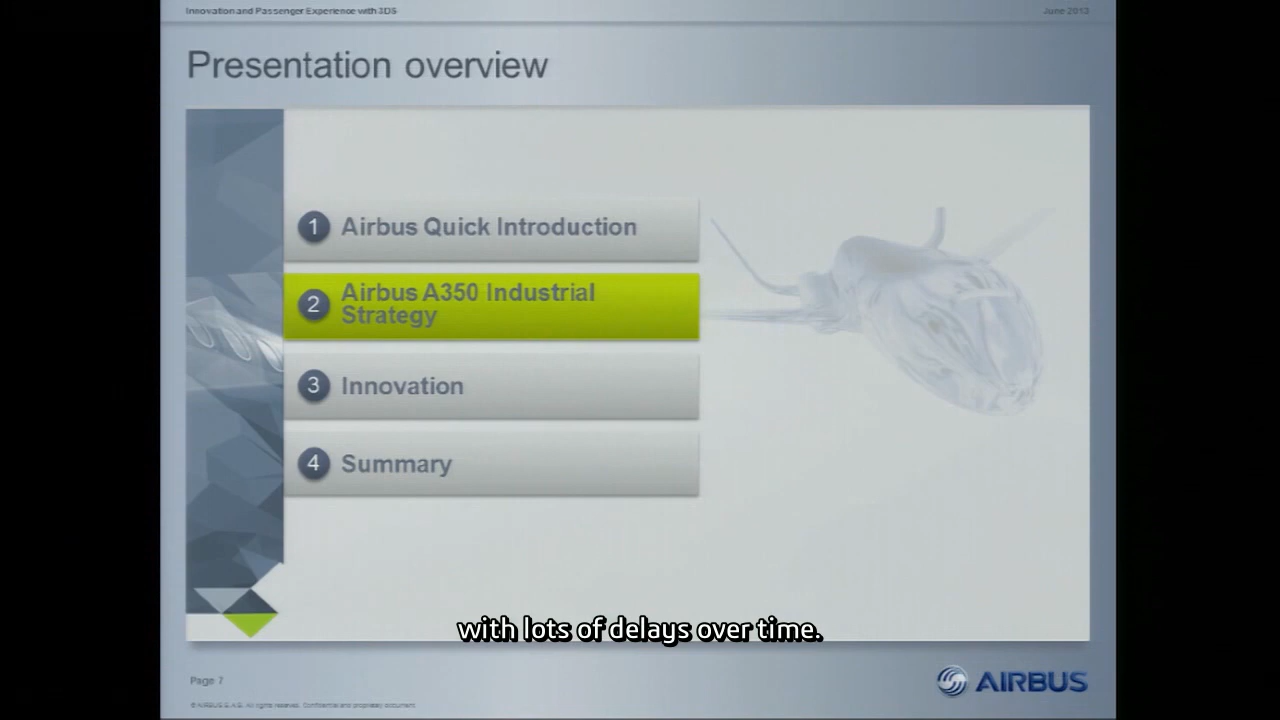 Innovation and Passenger Experience with 3DS
June 2013
Presentation overview
1 Airbus Quick Introduction
2 Airbus A350 Industrial
Strategy
3 Innovation
4 Summary
with lots of delays over time.
Page 7
AIRBUS
© AIRBUS S.A.S. All rights reserved. Confidential and proprietary document.